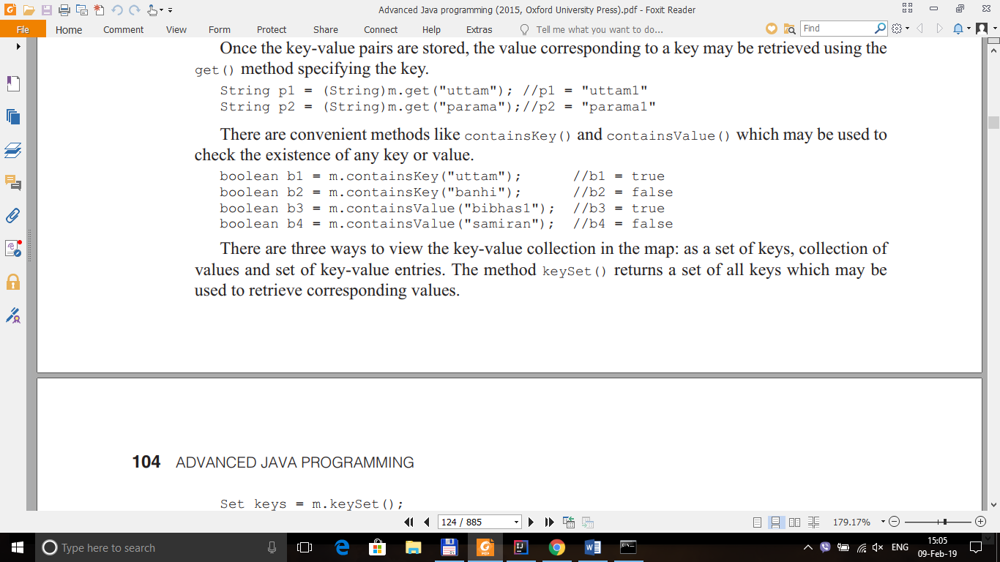 Advanced Java programming (2015, Oxford University Press).pdf - Foxit Reader
File Home Comment View Form Protect Share Connect Help Extras Tell me what you want to do... Find
Once the key-value pairs are stored, the value corresponding to a key may be retrieved using the
get() method specifying the key.
String p1 = (String)m.get("uttam"); //p1 = "uttam1"
String p2 = (String)m.get("parama");//p2 = "parama1"
There are convenient methods like containsKey() and containsValue() which may be used to
check the existence of any key or value.
boolean b1 = m.containsKey("uttam"); //b1 = true
boolean b2 = m.containsKey("banhi"); //b2 = false
boolean b3 = m.containsValue("bibhas1"); //b3 = true
boolean b4 = m.containsValue("samiran"); //b4 = false
There are three ways to view the key-value collection in the map: as a set of keys, collection of
values and set of key-value entries. The method keySet() returns a set of all keys which may be
used to retrieve corresponding values.
104 ADVANCED JAVA PROGRAMMING
Set keys = m.keySet();
124 / 885 179.17%
Type here to search ENG 15:05
09-Feb-19